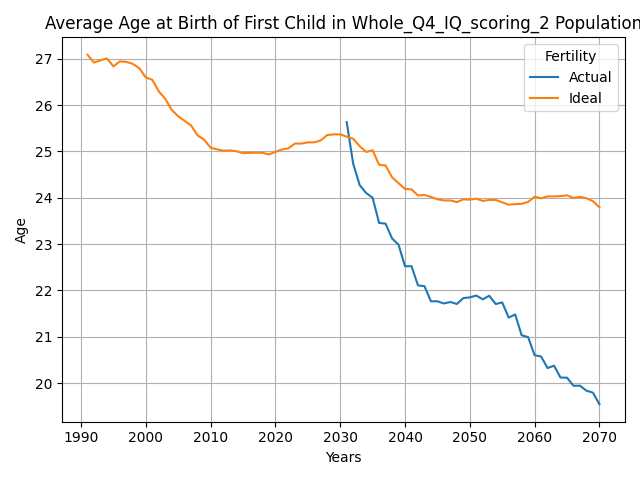 Average Age at Birth of First Child in Whole_Q4_IQ_scoring_2 Population
Fertility
Actual
Ideal
27
26
25
24
23
22
21
20
Age
1990
2000
2010
2020
2030
2040
2050
2060
2070
Years